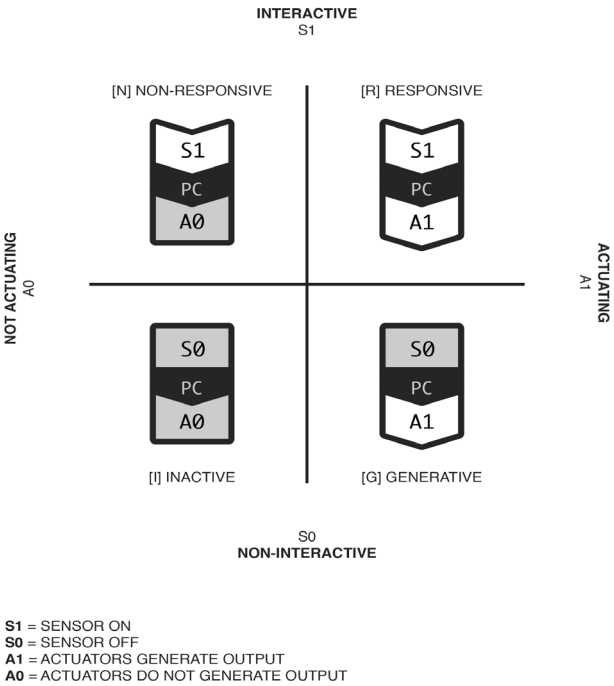 INTERACTIVE
S1
[N] NON-RESPONSIVE
[R] RESPONSIVE
S1
PC
A0
S1
PC
A1
NOT ACTUATING
A0
ACTUATING
A1
S0
PC
A0
S0
PC
A1
[I] INACTIVE
[G] GENERATIVE
S0
NON-INTERACTIVE
S1 = SENSOR ON
S0 = SENSOR OFF
A1 = ACTUATORS GENERATE OUTPUT
A0 = ACTUATORS DO NOT GENERATE OUTPUT